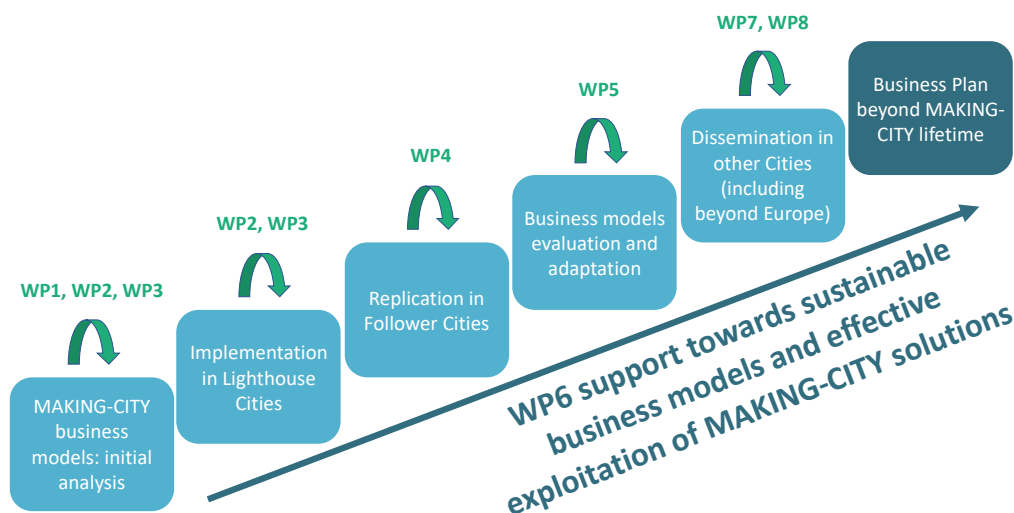 WP1, WP2, WP3
MAKING-CITY
business
models: initial
analysis
WP2, WP3
Implementation
in Lighthouse
Cities
WP4
Replication in
Follower Cities
WP5
Business models
evaluation and
adaptation
WP7, WP8
Dissemination in
other Cities
(including
beyond Europe)
Business Plan
beyond MAKING-
CITY lifetime
WP6 support towards sustainable
business models and effective
exploitation of MAKING-CITY solutions